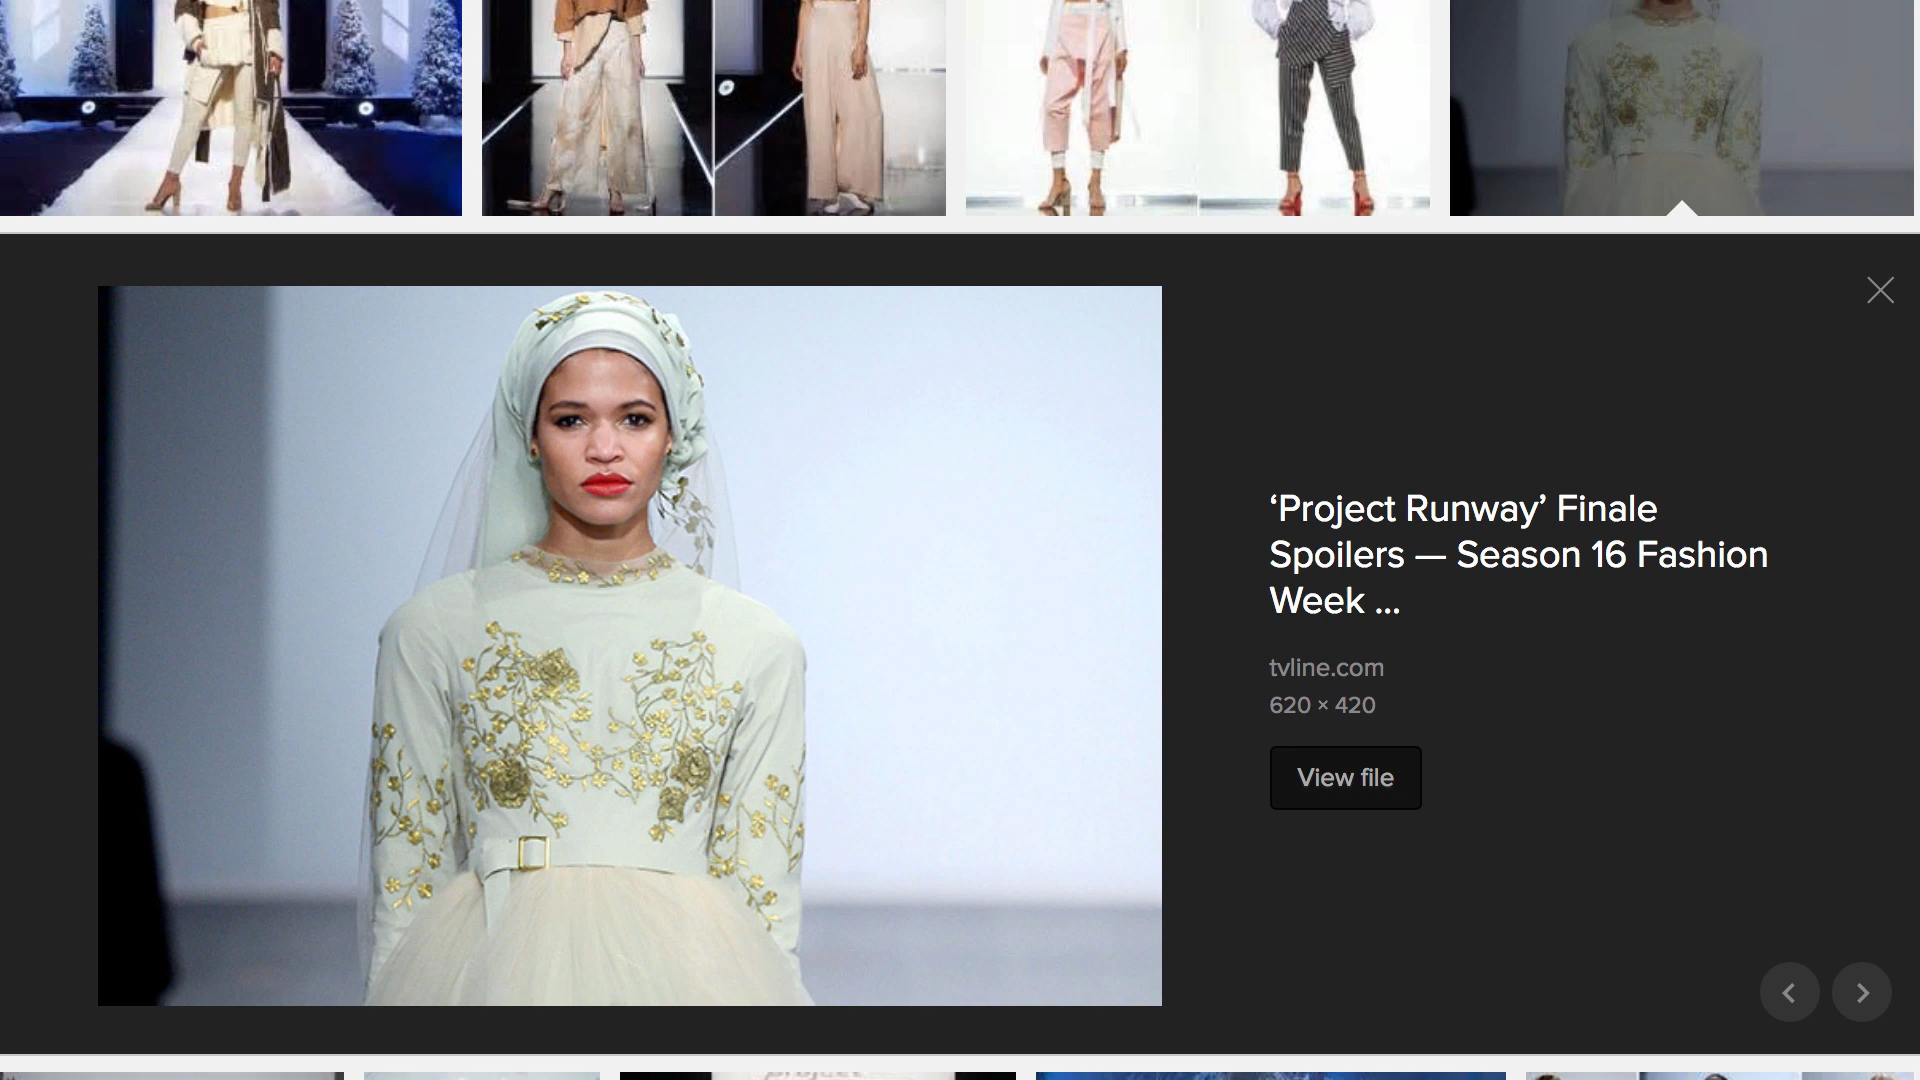 ‘Project Runway’ Finale
Spoilers — Season 16 Fashion
Week ...
tvline.com
620 × 420
View file